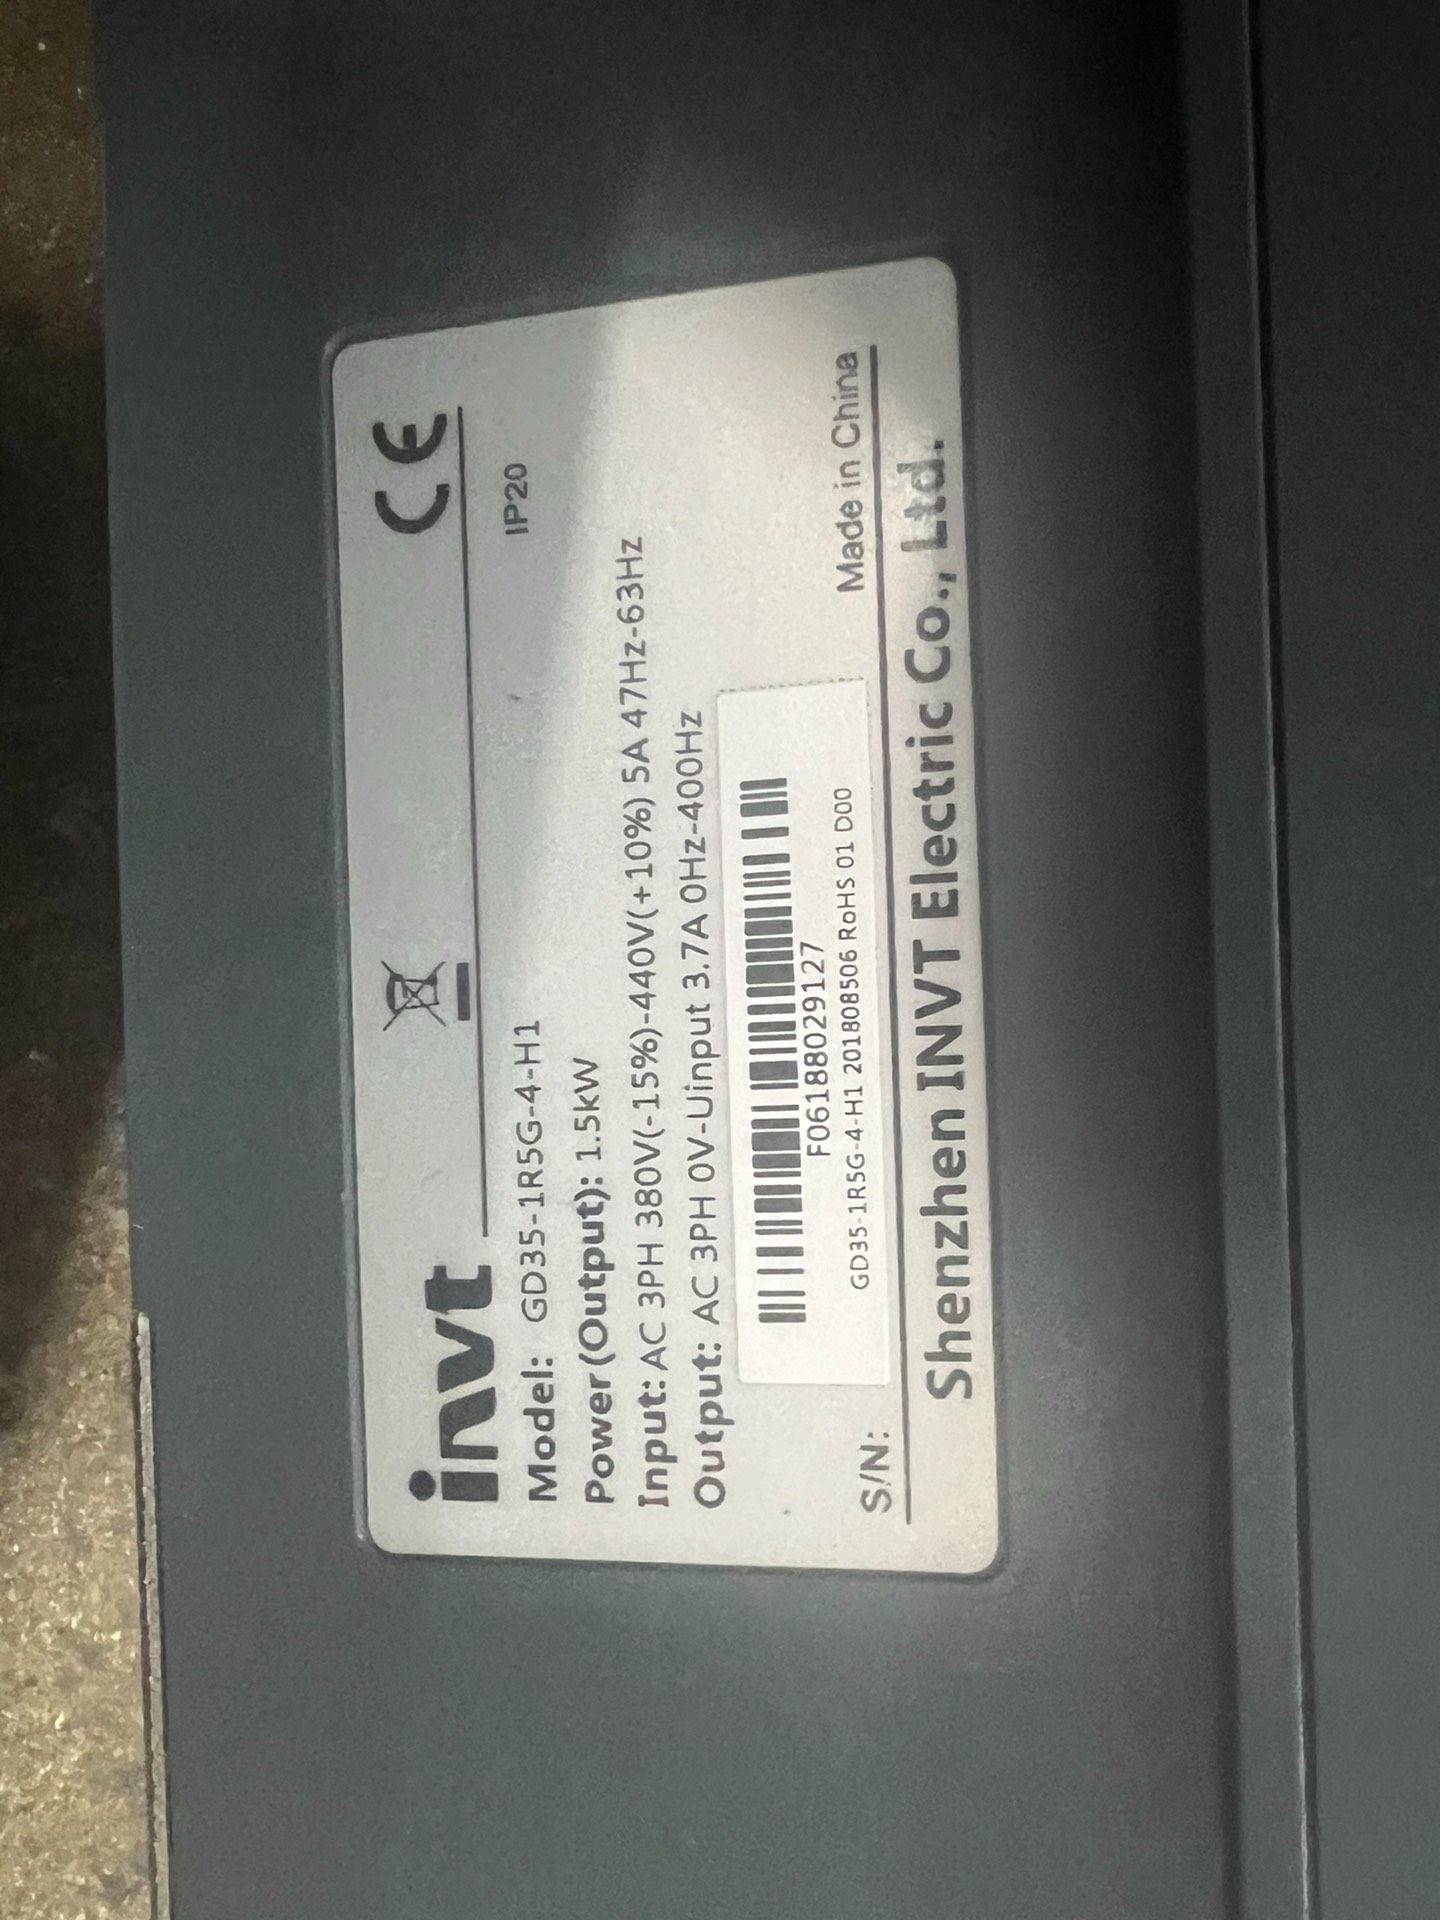 invt
CE
Model: GD35-1R5G-4-H1
IP20
Power(Output): 1.5kW
Input: AC 3PH 380V(-15%)-440V(+10%) 5A 47Hz-63Hz
Output: AC 3PH 0V-Uinput 3.7A 0Hz-400Hz
F06188029127
GD35-1R5G-4-H1 201808506 RoHS 01 D00
S/N:
Made in China
Shenzhen INVT Electric Co., Ltd.